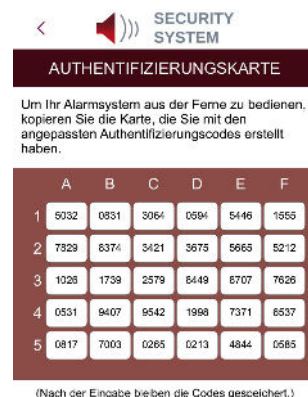 SECURITY
SYSTEM
AUTHENTIFIZIERUNGSKARTE
Um Ihr Alarmsystem aus der Ferne zu bedienen,
kopieren Sie die Karte, die Sie mit den
angepassten Authentifizierungscodes erstellt
haben.
A B C D E F
1 5032 0831 3064 0594 5446 1555
2 7829 8374 3421 3675 5665 5212
3 1026 1739 2579 8449 8707 7626
4 0531 9407 9542 1998 7371 8537
5 0817 7003 0265 0213 4844 0585
(Nach der Eingabe bleiben die Codes gespeichert.)